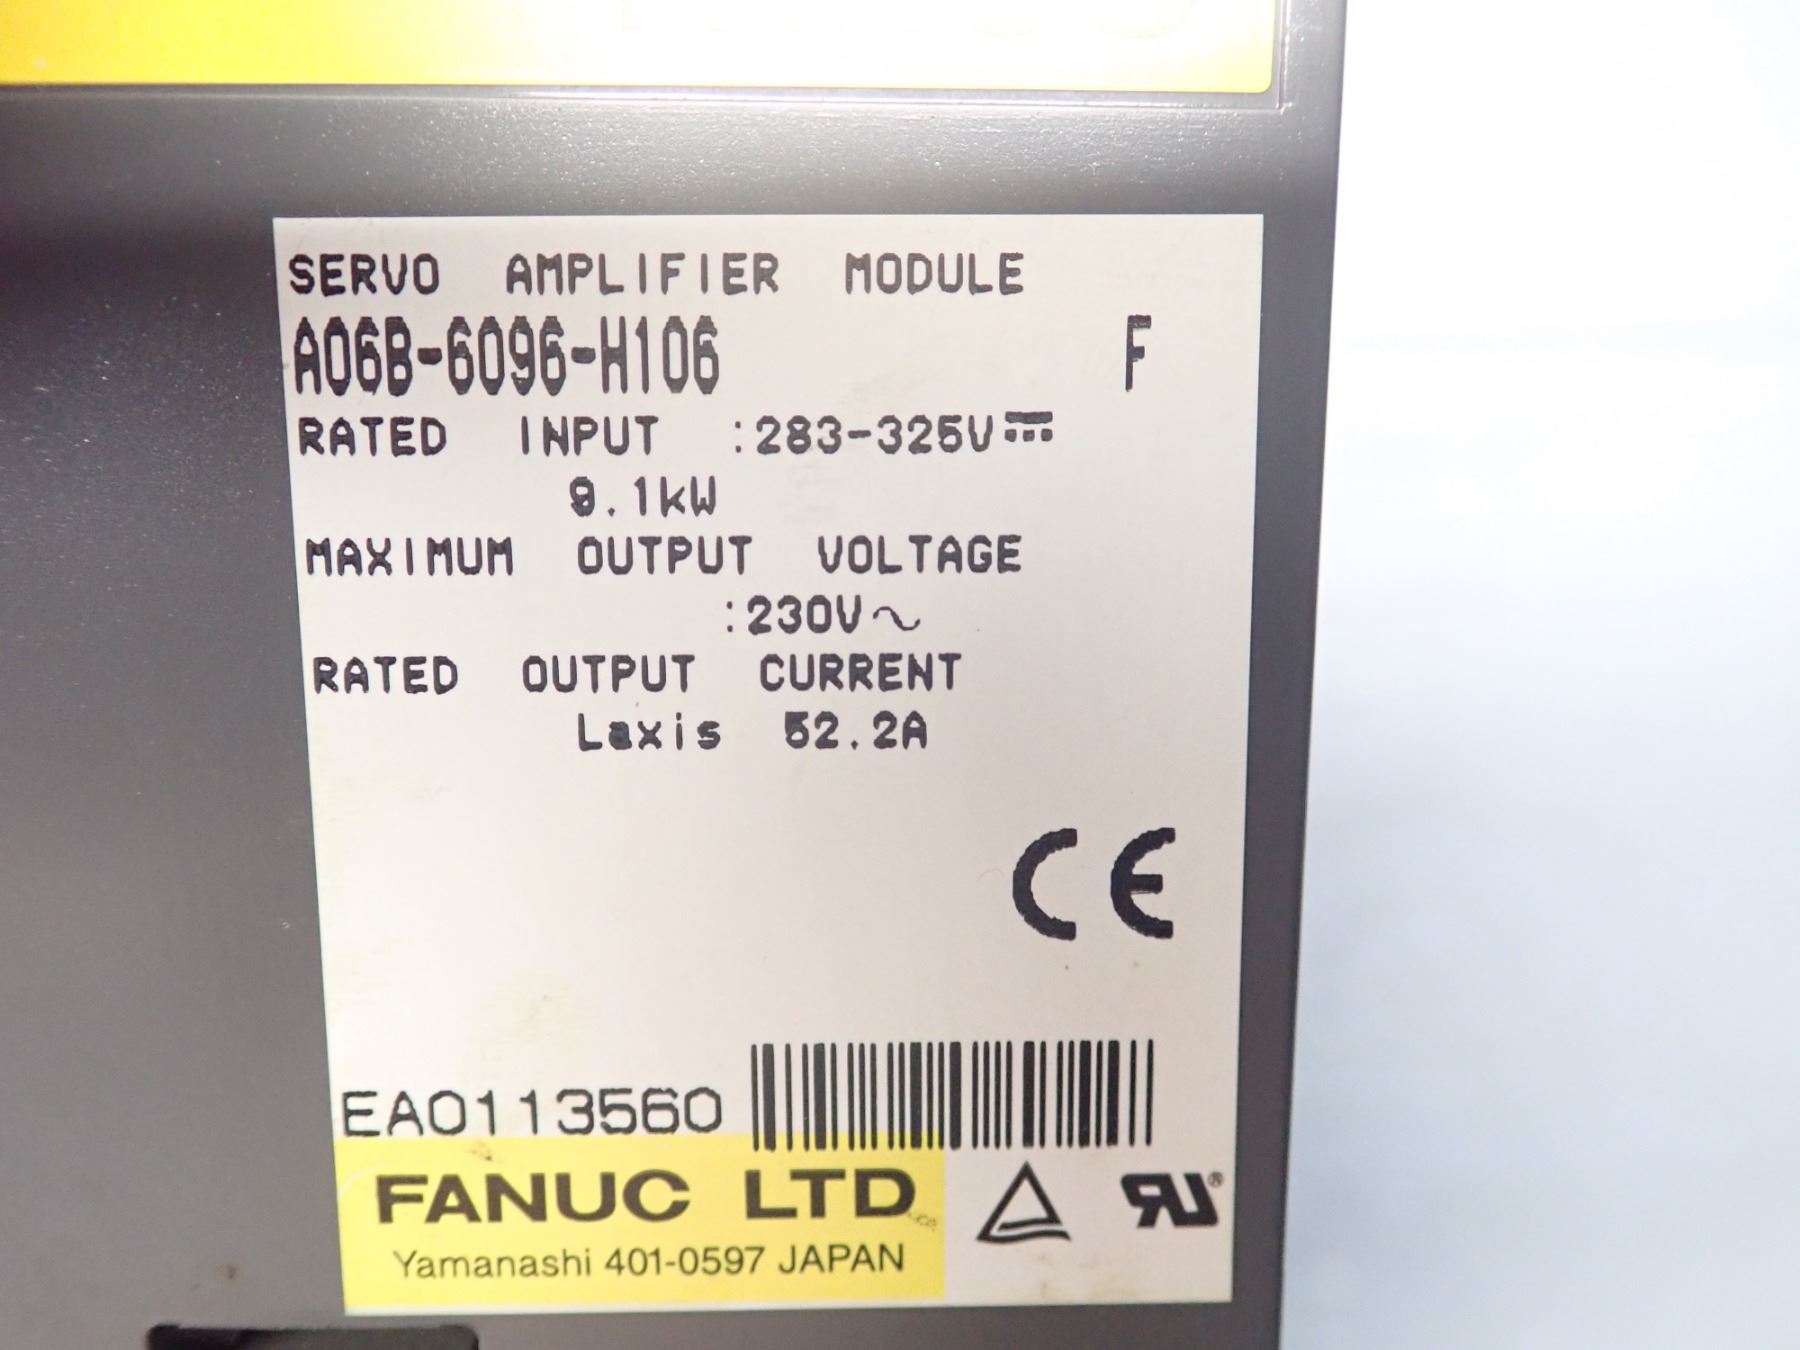 SERVO AMPLIFIER MODULE
A06B-6096-H106 F
RATED INPUT :283-325V⎓
9.1kW
MAXIMUM OUTPUT VOLTAGE
:230V~
RATED OUTPUT CURRENT
Laxis 52.2A
CE
EA0113560
FANUC LTD
Yamanashi 401-0597 JAPAN